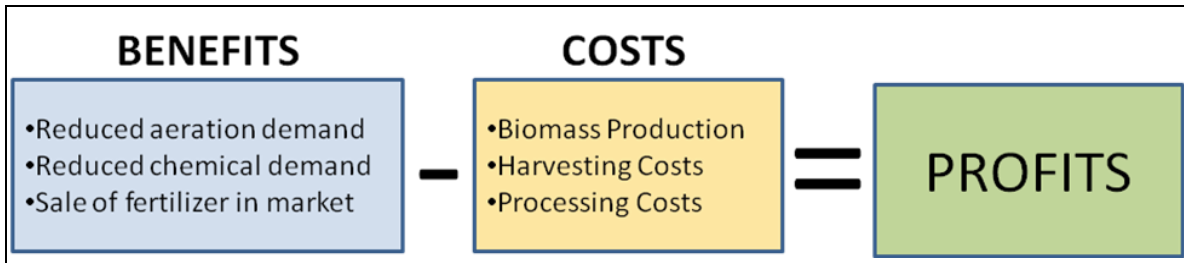 BENEFITS
•Reduced aeration demand
•Reduced chemical demand
•Sale of fertilizer in market
-
COSTS
•Biomass Production
•Harvesting Costs
•Processing Costs
=
PROFITS